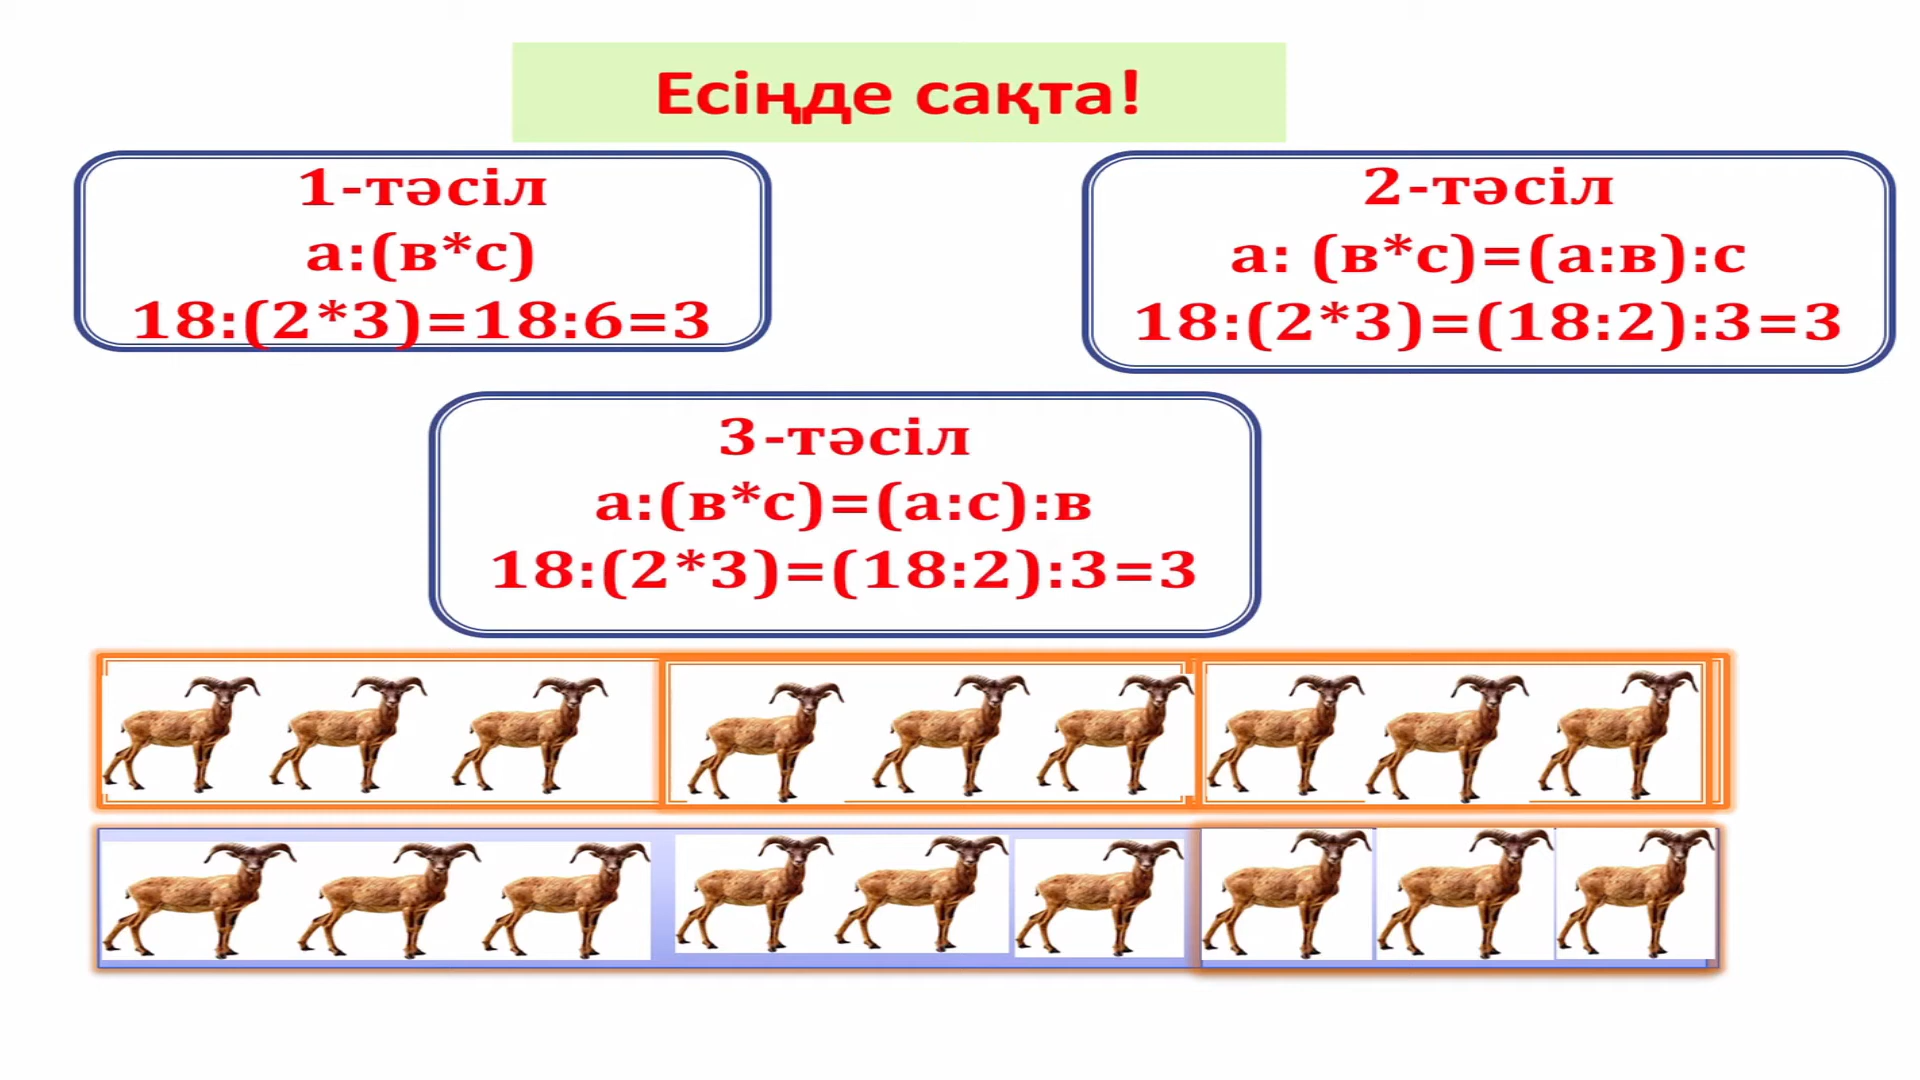 Есіңде сақта!
1-тәсіл
а:(в*с)
18:(2*3)=18:6=3
2-тәсіл
а: (в*с)=(а:в):с
18:(2*3)=(18:2):3=3
3-тәсіл
а:(в*с)=(а:с):в
18:(2*3)=(18:2):3=3